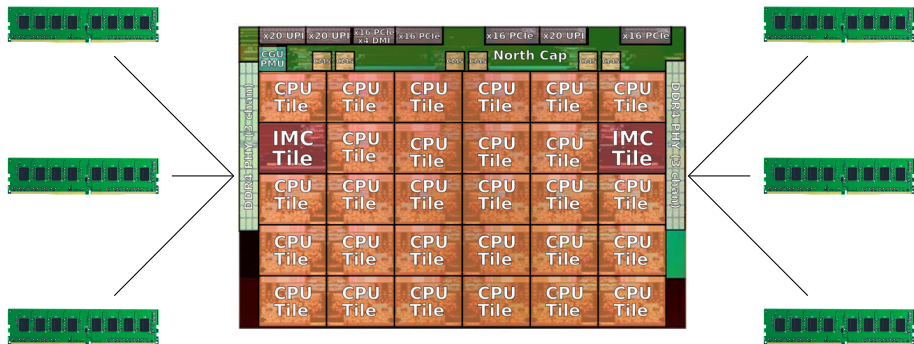 x20 UPI x20 UPI x16 PCIe x4 DMI x16 PCIe x16 PCIe x20 UPI x16 PCIe
CGU PMU
North Cap
DDR4 PHY (3 chan)
DDR4 PHY (3 chan)
CPU Tile CPU Tile CPU Tile CPU Tile CPU Tile CPU Tile
IMC Tile CPU Tile CPU Tile CPU Tile CPU Tile IMC Tile
CPU Tile CPU Tile CPU Tile CPU Tile CPU Tile CPU Tile
CPU Tile CPU Tile CPU Tile CPU Tile CPU Tile CPU Tile
CPU Tile CPU Tile CPU Tile CPU Tile CPU Tile CPU Tile